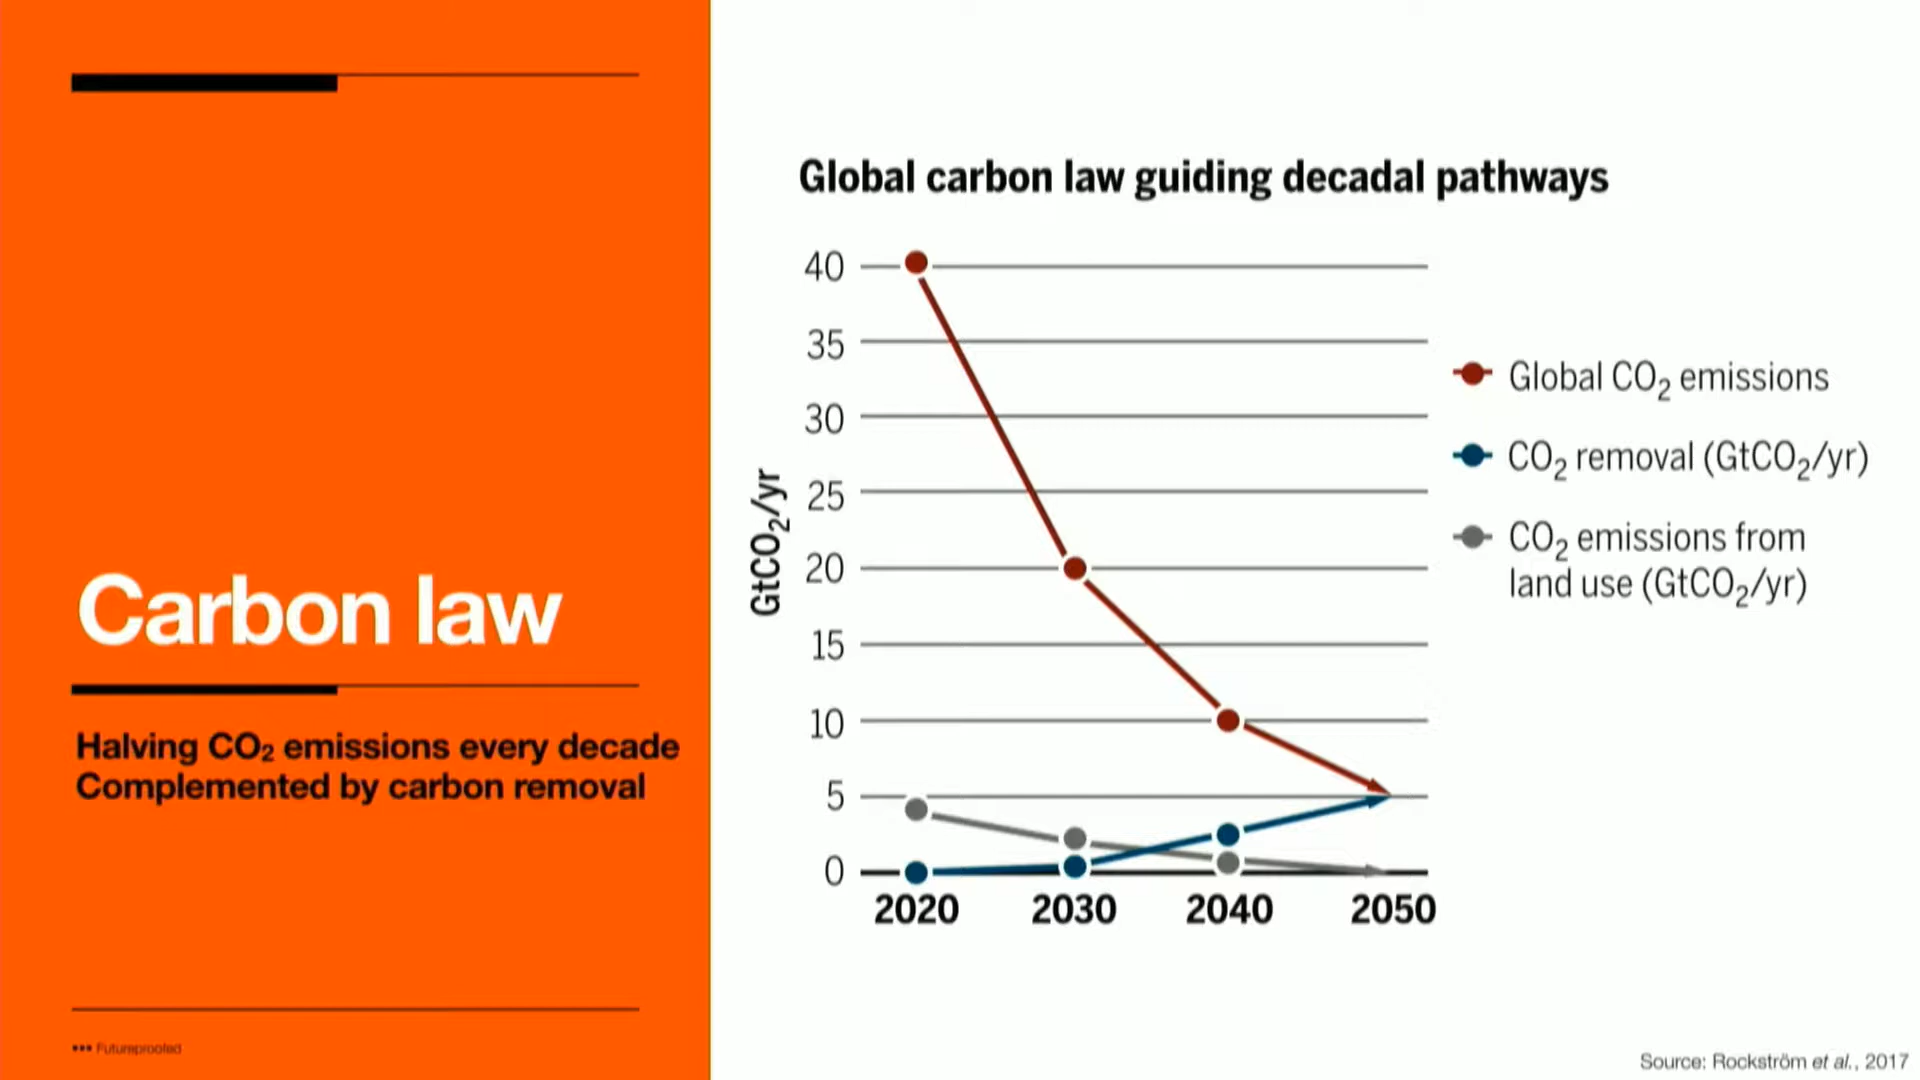 Carbon law
Halving CO₂ emissions every decade
Complemented by carbon removal
••• Futureproofed
Global carbon law guiding decadal pathways
GtCO₂/yr
40
35
30
25
20
15
10
5
0
2020 2030 2040 2050
Global CO₂ emissions
CO₂ removal (GtCO₂/yr)
CO₂ emissions from
land use (GtCO₂/yr)
Source: Rockström et al., 2017